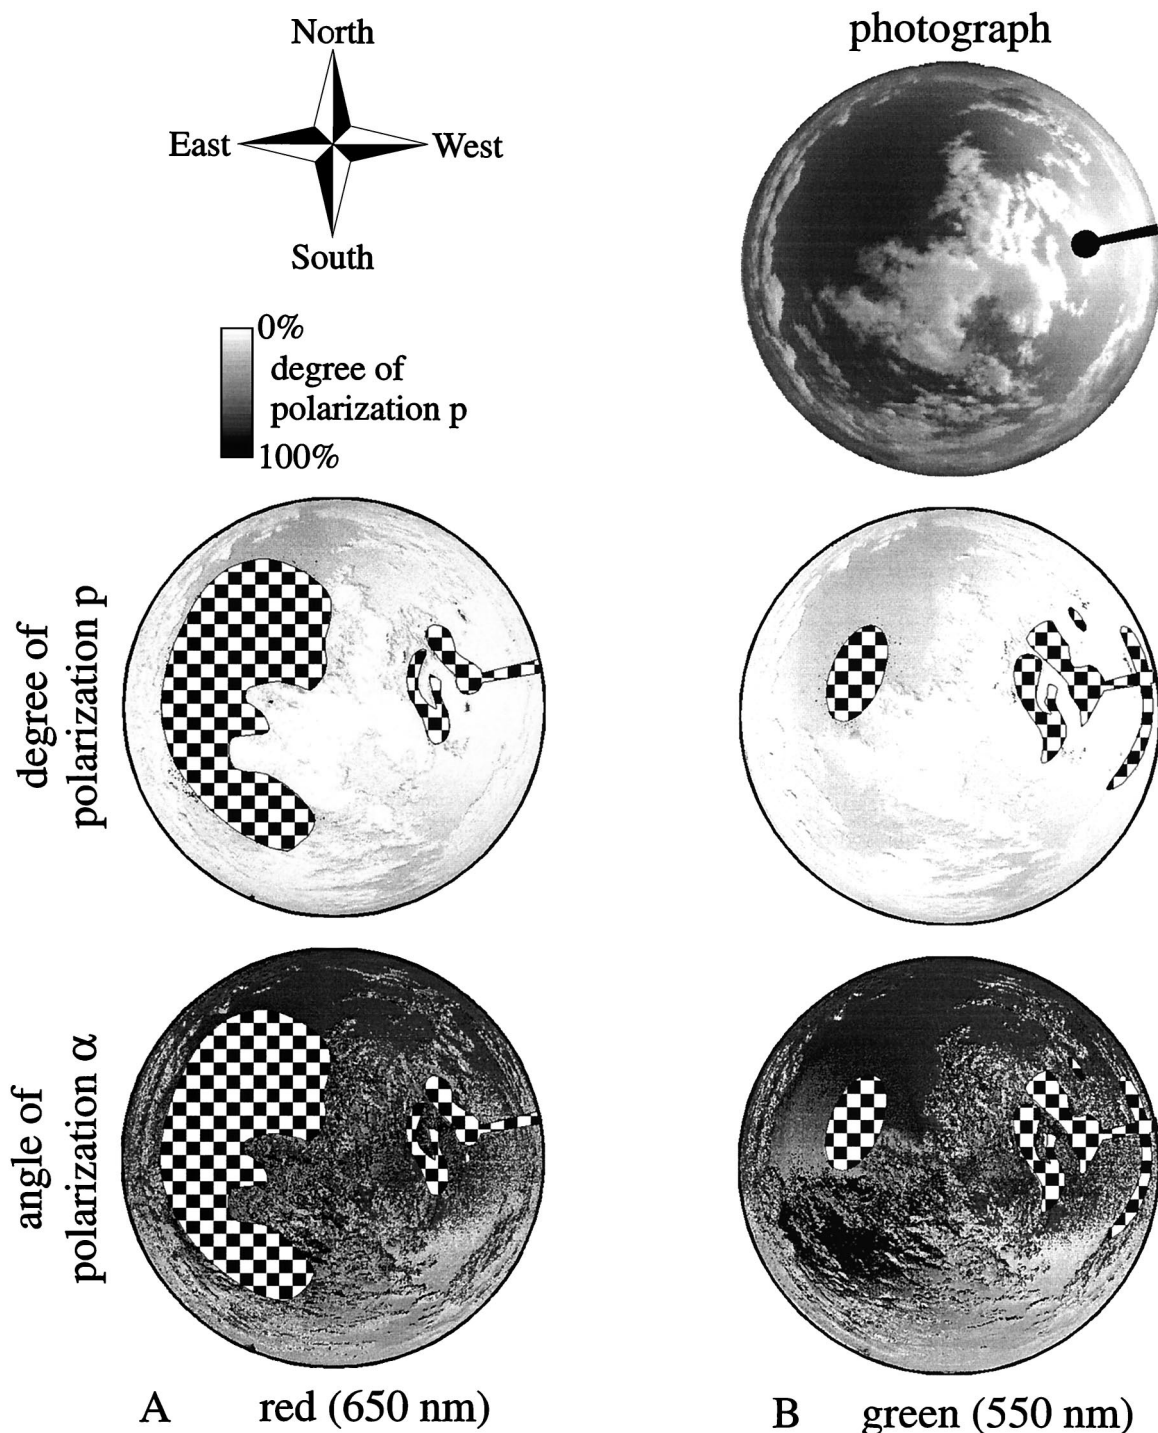 North
East
West
South
photograph
0%
degree of
polarization p
100%
degree of
polarization p
angle of
polarization α
A red (650 nm)
B green (550 nm)